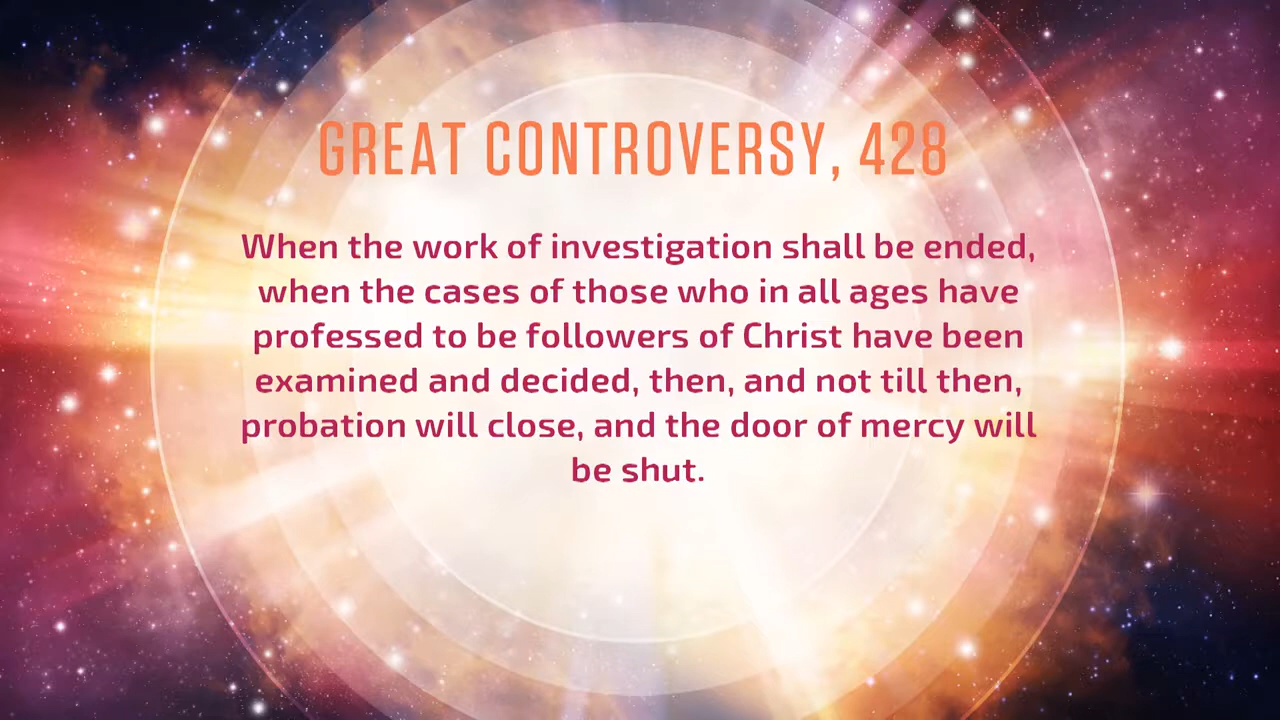 GREAT CONTROVERSY, 428
When the work of investigation shall be ended,
when the cases of those who in all ages have
professed to be followers of Christ have been
examined and decided, then, and not till then,
probation will close, and the door of mercy will
be shut.